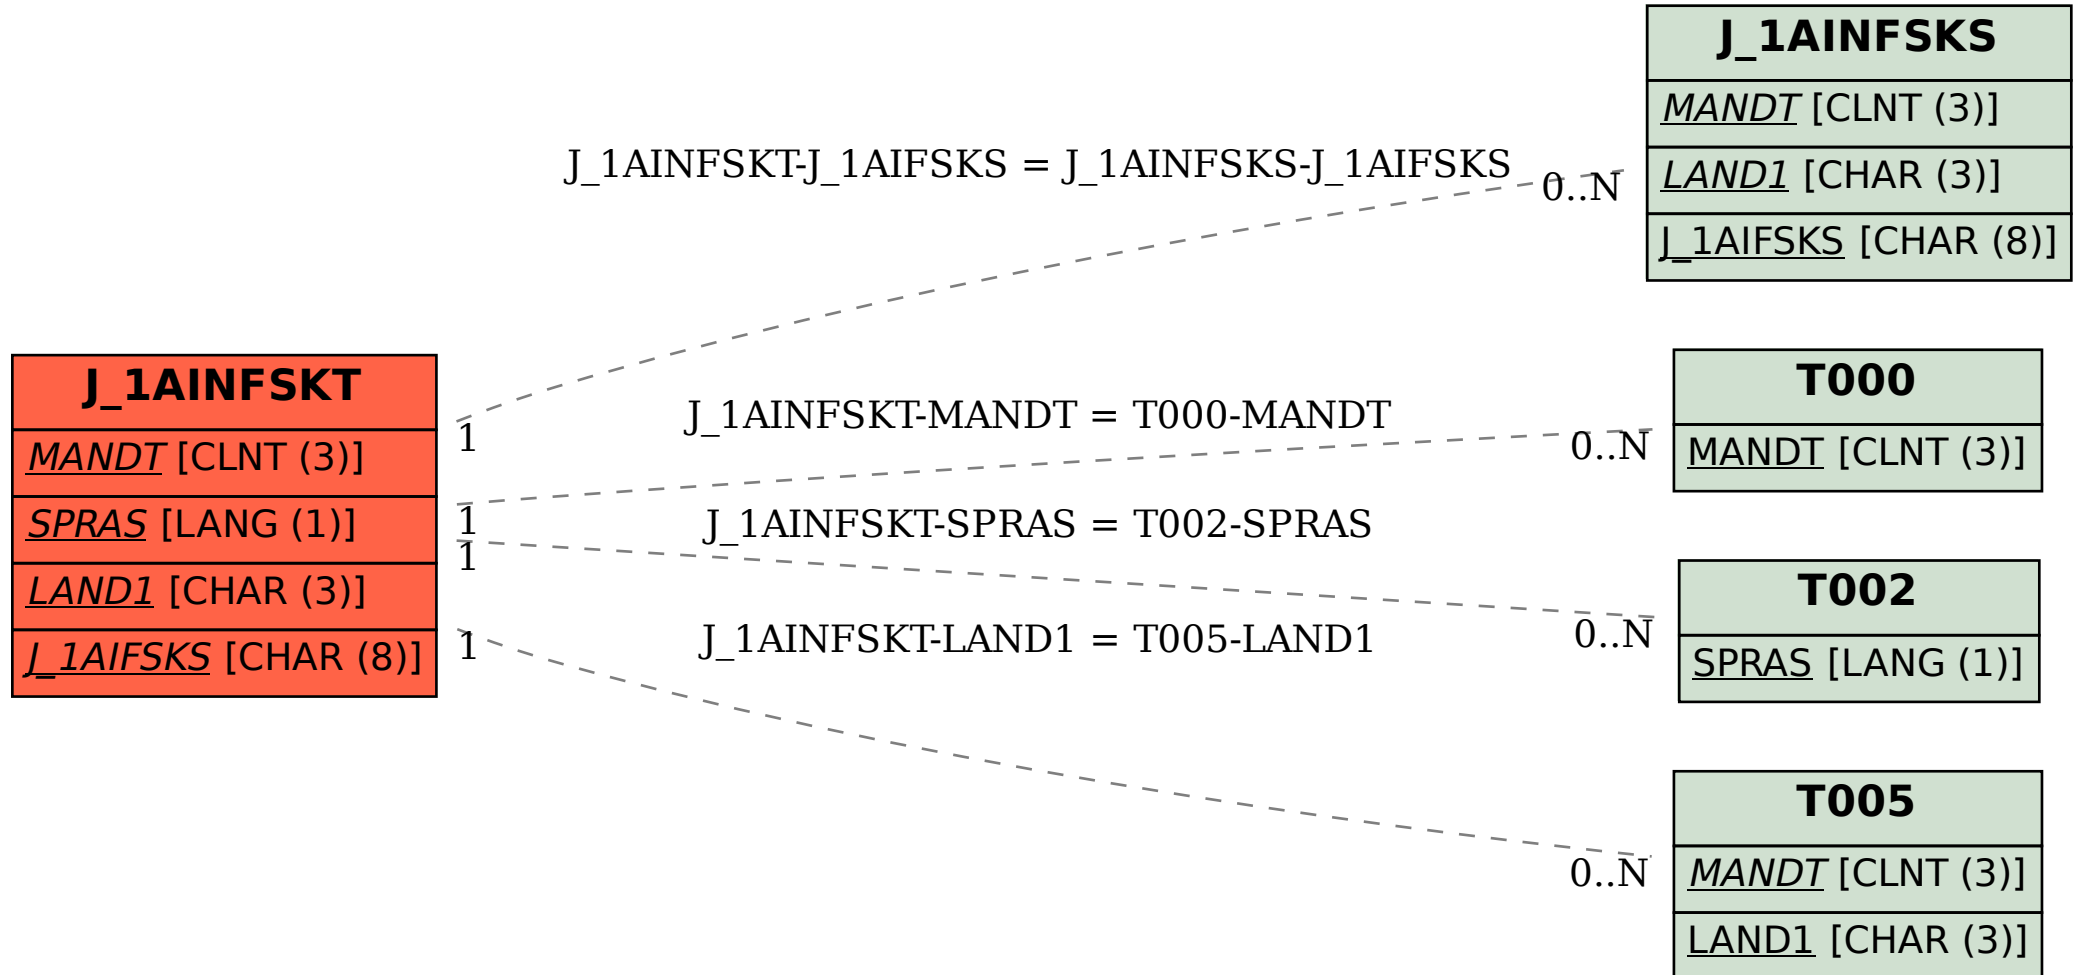 J_1AINFSKS
MANDT [CLNT (3)]
LAND1 [CHAR (3)]
J_1AIFSKS [CHAR (8)]
J_1AINFSKT-J_1AIFSKS = J_1AINFSKS-J_1AIFSKS
0..N
1
J_1AINFSKT
MANDT [CLNT (3)]
SPRAS [LANG (1)]
LAND1 [CHAR (3)]
J_1AIFSKS [CHAR (8)]
J_1AINFSKT-MANDT = T000-MANDT
0..N
1
T000
MANDT [CLNT (3)]
J_1AINFSKT-SPRAS = T002-SPRAS
1
0..N
T002
SPRAS [LANG (1)]
J_1AINFSKT-LAND1 = T005-LAND1
1
0..N
T005
MANDT [CLNT (3)]
LAND1 [CHAR (3)]